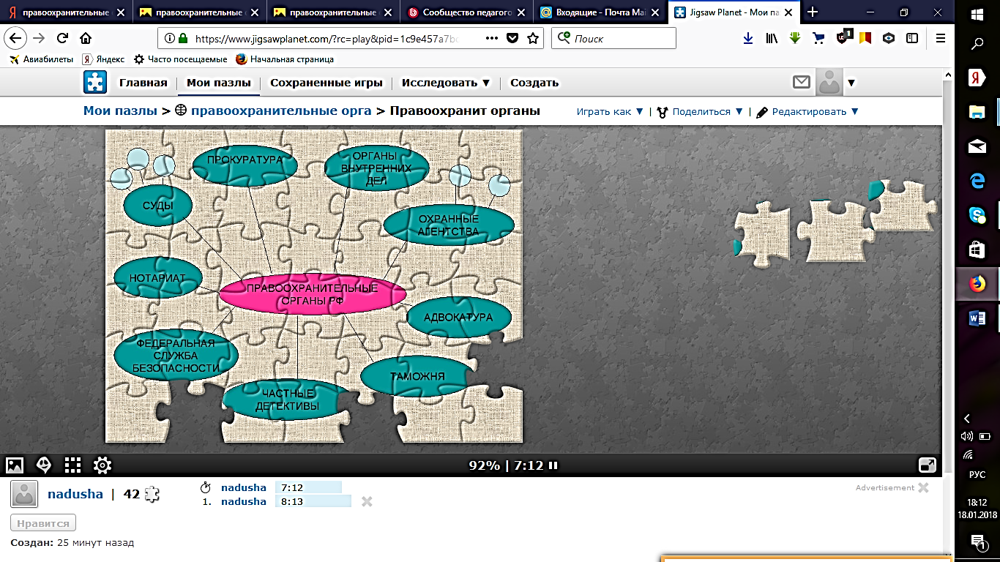 правоохранительные
правоохранительные
правоохранительные
Сообщество педагого
Входящие - Почта Mai
Jigsaw Planet - Мои па
https://www.jigsawplanet.com/?rc=play&pid=1c9e457a7bc
Поиск
1
Авиабилеты
Яндекс
Часто посещаемые
Начальная страница
Главная
Мои пазлы
Сохраненные игры
Исследовать ▼
Создать
Мои пазлы > правоохранительные орга > Правоохранит органы
Играть как ▼ | Поделиться ▼ | Редактировать ▼
ПРОКУРАТУРА
ОРГАНЫ
ВНУТРЕННИХ
ДЕЛ
СУДЫ
ОХРАННЫЕ
АГЕНТСТВА
НОТАРИАТ
ПРАВООХРАНИТЕЛЬНЫЕ
ОРГАНЫ РФ
АДВОКАТУРА
ФЕДЕРАЛЬНАЯ
СЛУЖБА
БЕЗОПАСНОСТИ
ТАМОЖНЯ
ЧАСТНЫЕ
ДЕТЕКТИВЫ
92% | 7:12
nadusha | 42
nadusha 7:12
1. nadusha 8:13
Advertisement
Нравится
Создан: 25 минут назад
РУС
18:12
18.01.2018
1